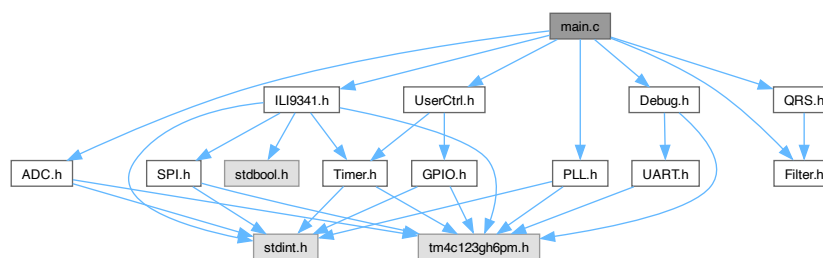 main.c
ILI9341.h
UserCtrl.h
Debug.h
QRS.h
ADC.h
SPI.h
stdbool.h
Timer.h
GPIO.h
PLL.h
UART.h
Filter.h
stdint.h
tm4c123gh6pm.h